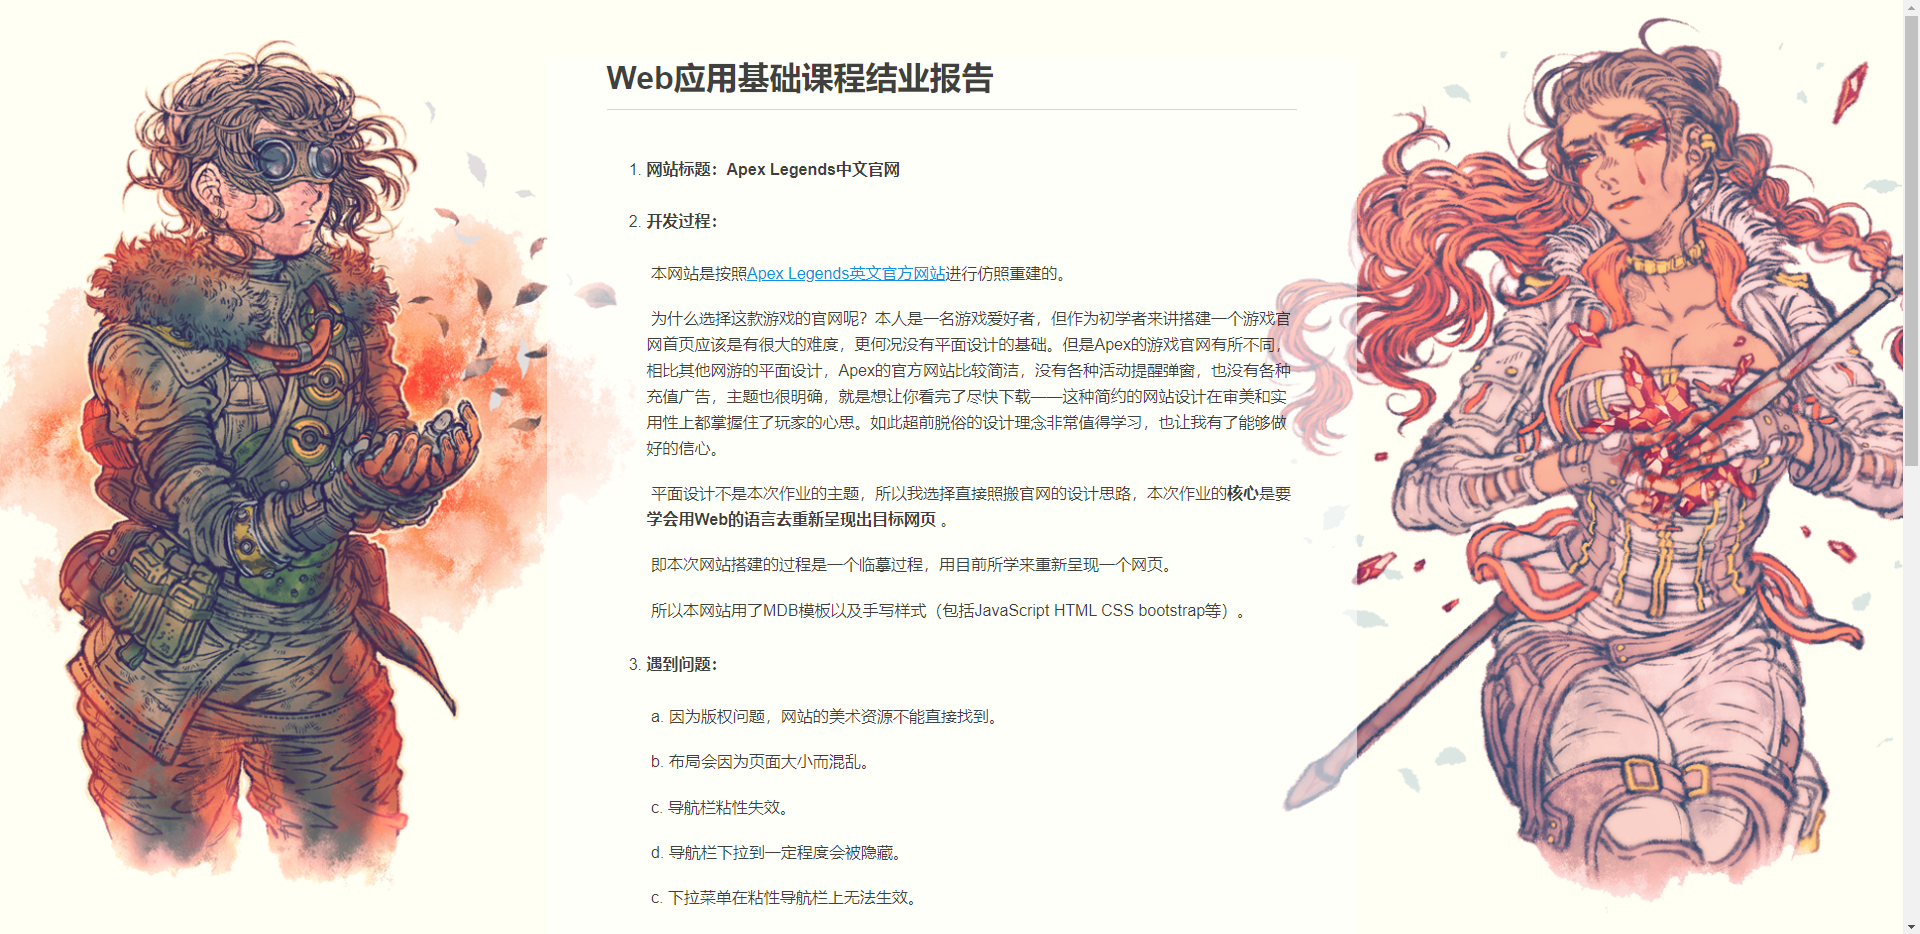 Web应用基础课程结业报告
1. 网站标题：Apex Legends中文官网
2. 开发过程：
本网站是按照Apex Legends英文官方网站进行仿照重建的。
为什么选择这款游戏的官网呢？本人是一名游戏爱好者，但作为初学者来讲搭建一个游戏官
网首页应该是有很大的难度，更何况没有平面设计的基础。但是Apex的游戏官网有所不同，
相比其他网游的平面设计，Apex的官方网站比较简洁，没有各种活动提醒弹窗，也没有各种
充值广告，主题也很明确，就是想让你看完了尽快下载——这种简约的网站设计在审美和实
用性上都掌握住了玩家的心思。如此超前脱俗的设计理念非常值得学习，也让我有了能够做
好的信心。
平面设计不是本次作业的主题，所以我选择直接照搬官网的设计思路，本次作业的核心是要
学会用Web的语言去重新呈现出目标网页 。
即本次网站搭建的过程是一个临摹过程，用目前所学来重新呈现一个网页。
所以本网站用了MDB模板以及手写样式（包括JavaScript HTML CSS bootstrap等）。
3. 遇到问题：
a. 因为版权问题，网站的美术资源不能直接找到。
b. 布局会因为页面大小而混乱。
c. 导航栏粘性失效。
d. 导航栏下拉到一定程度会被隐藏。
c. 下拉菜单在粘性导航栏上无法生效。